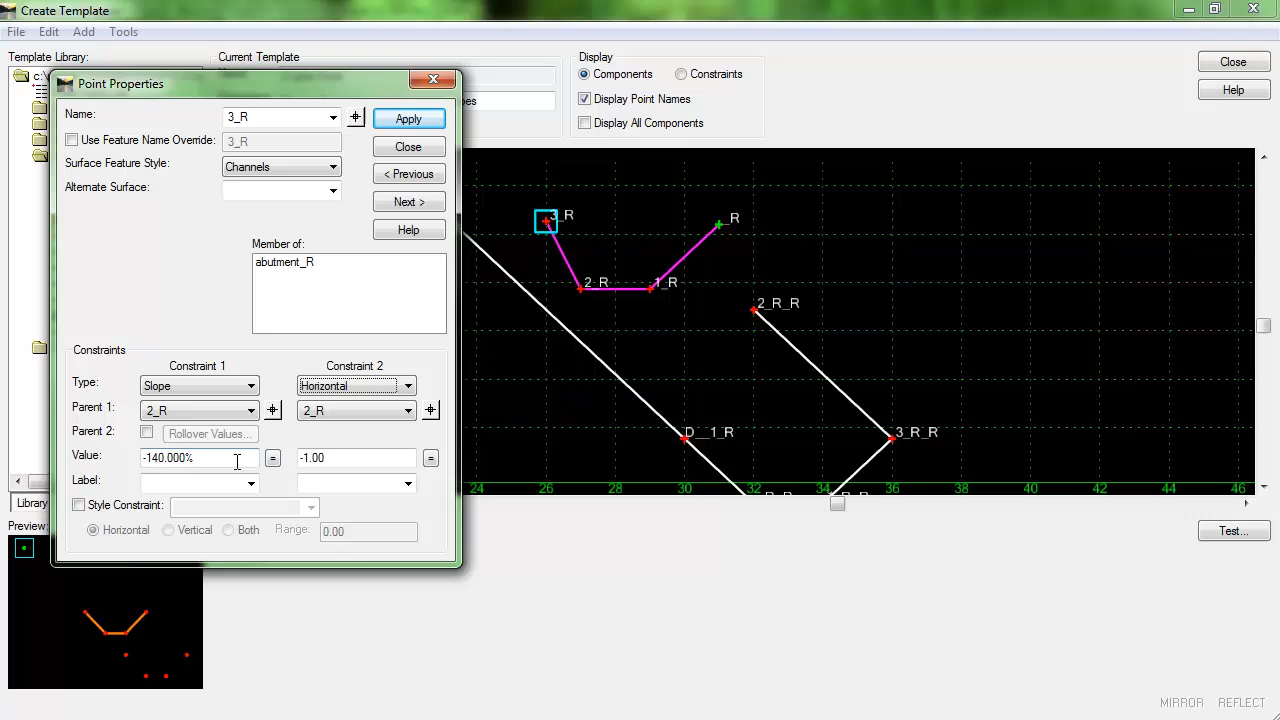 Create Template
File Edit Add Tools
Template Library:
Current Template
Display
Components
Constraints
Display Point Names
Display All Components
Close
Help
c:\
Point Properties
Name:
3_R
Apply
Use Feature Name Override:
3_R
Close
Surface Feature Style:
Channels
< Previous
Alternate Surface:
Next >
Help
Member of:
abutment_R
Constraints
Constraint 1
Constraint 2
Type:
Slope
Horizontal
Parent 1:
2_R
2_R
Parent 2:
Rollover Values...
Value:
-140.000%
=
-1.00
=
Label:
Style Constraint:
Horizontal
Vertical
Both
Range:
0.00
3_R
_R
2_R
1_R
2_R_R
D__1_R
3_R_R
24 26 28 30 32 34 36 38 40 42 44 46
Library
Preview:
Test...
MIRROR REFLECT